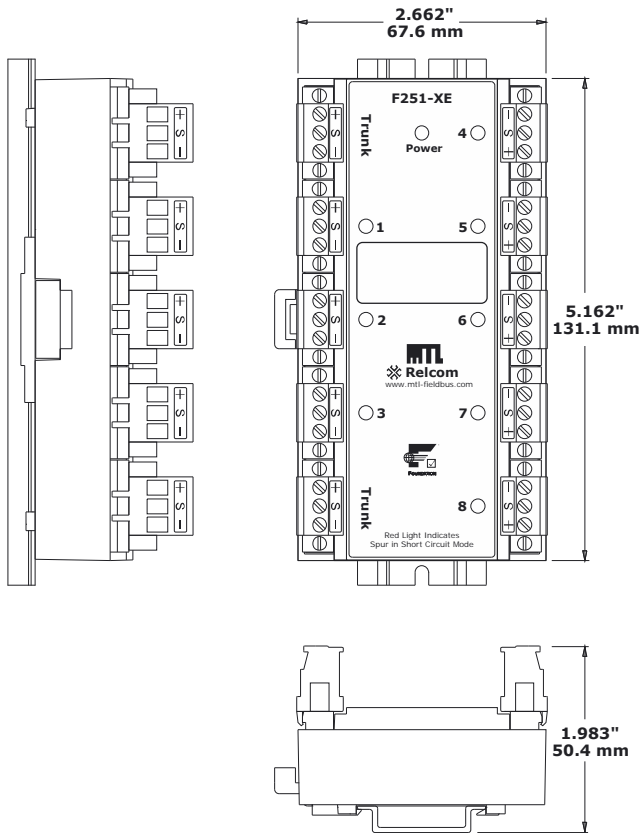 2.662"
67.6 mm
F251-XE
Trunk
Power
4
1
5
2
6
5.162"
131.1 mm
MTL
Relcom
www.mtl-fieldbus.com
3
7
FOUNDATION
Trunk
8
Red Light Indicates
Spur in Short Circuit Mode
+ S -
+ S -
+ S -
+ S -
+ S -
+ S -
+ S -
+ S -
+ S -
+ S -
- S +
- S +
- S +
- S +
- S +
1.983"
50.4 mm